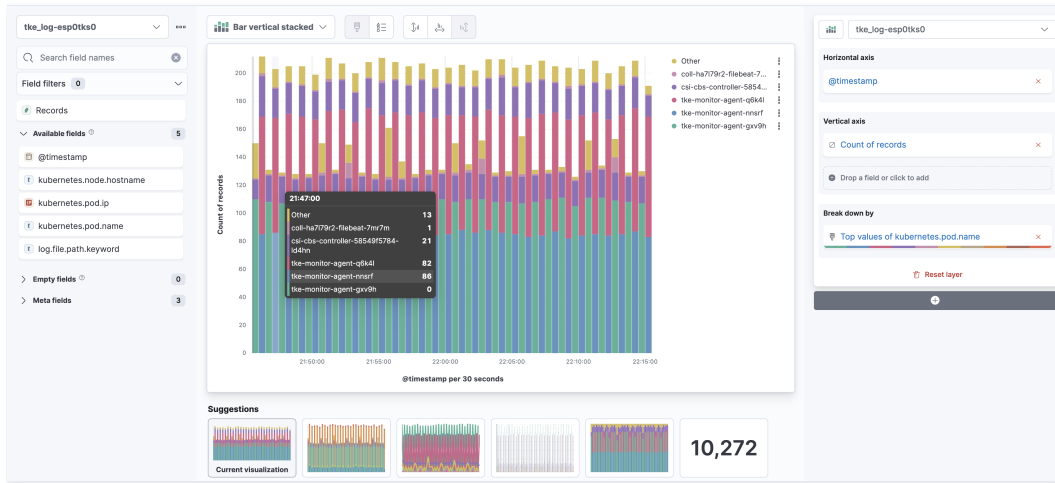 tke_log-esp0tks0
Search field names
Field filters 0
Records
Available fields 5
@timestamp
kubernetes.node.hostname
kubernetes.pod.ip
kubernetes.pod.name
log.file.path.keyword
Empty fields 0
Meta fields 3
Bar vertical stacked
Count of records
200
180
160
140
120
100
80
60
40
20
0
21:50:00
21:55:00
22:00:00
22:05:00
22:10:00
22:15:00
@timestamp per 30 seconds
21:47:00
Other 13
coll-ha7l79r2-filebeat-7mr7m 1
csi-cbs-controller-58549f5784-
ld4hn 21
tke-monitor-agent-q6k4l 82
tke-monitor-agent-nnsrf 86
tke-monitor-agent-gxv9h 0
Other
coll-ha7l79r2-filebeat-7...
csi-cbs-controller-5854...
tke-monitor-agent-q6k4l
tke-monitor-agent-nnsrf
tke-monitor-agent-gxv9h
Suggestions
Current visualization
10,272
tke_log-esp0tks0
Horizontal axis
@timestamp
Vertical axis
Count of records
Drop a field or click to add
Break down by
Top values of kubernetes.pod.name
Reset layer